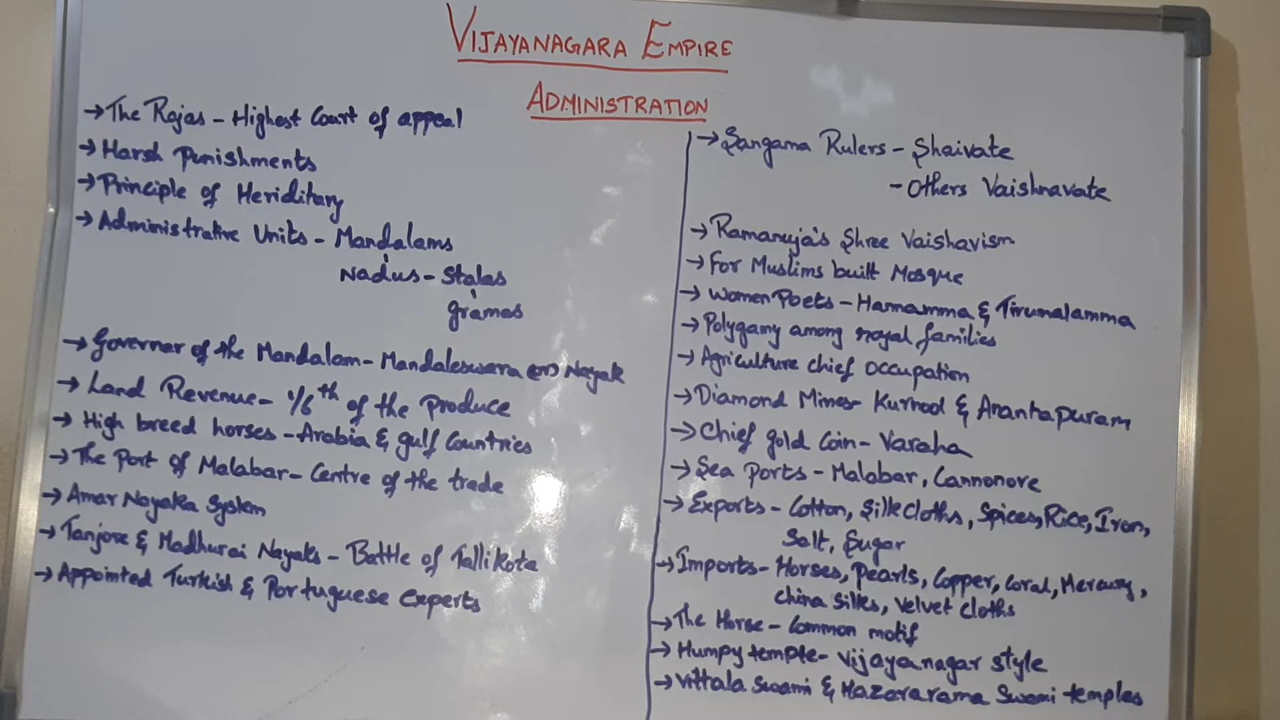 VIJAYANAGARA EMPIRE
ADMINISTRATION
→The Rajas - Highest Court of appeal
→Harsh Punishments
→Principle of Heriditary
→Administrative Units - Mandalams
Nadus - Stalas
gramas
→Governor of the Mandalam - Mandaleswara (or) Nayak
→Land Revenue - 1/6th of the Produce
→High breed horses - Arabia & gulf Countries
→The Port of Malabar - Centre of the trade
→Amar Nayaka System
→Tanjore & Madhurai Nayaks - Battle of Tallikota
→Appointed Turkish & Portuguese experts
→Sangama Rulers - Shaivate
- Others Vaishnavate
→Ramanuja's Shree Vaishavism
→For Muslims built Mosque
→Women Poets - Hannamma & Tirumalamma
→Polygamy among royal families
→Agriculture chief occupation
→Diamond Mines - Kurnool & Ananthapuram
→Chief gold Coin - Varaha
→Sea Ports - Malabar, Cannonore
→Exports - Cotton, Silk Cloths, Spices, Rice, Iron,
Salt, Sugar
→Imports - Horses, Pearls, Copper, Coral, Mercury,
China Silks, Velvet Cloths
→The Horse - Common motif
→Humpy temple - Vijayanagar style
→Vittala Swami & Hazararama Swami temples